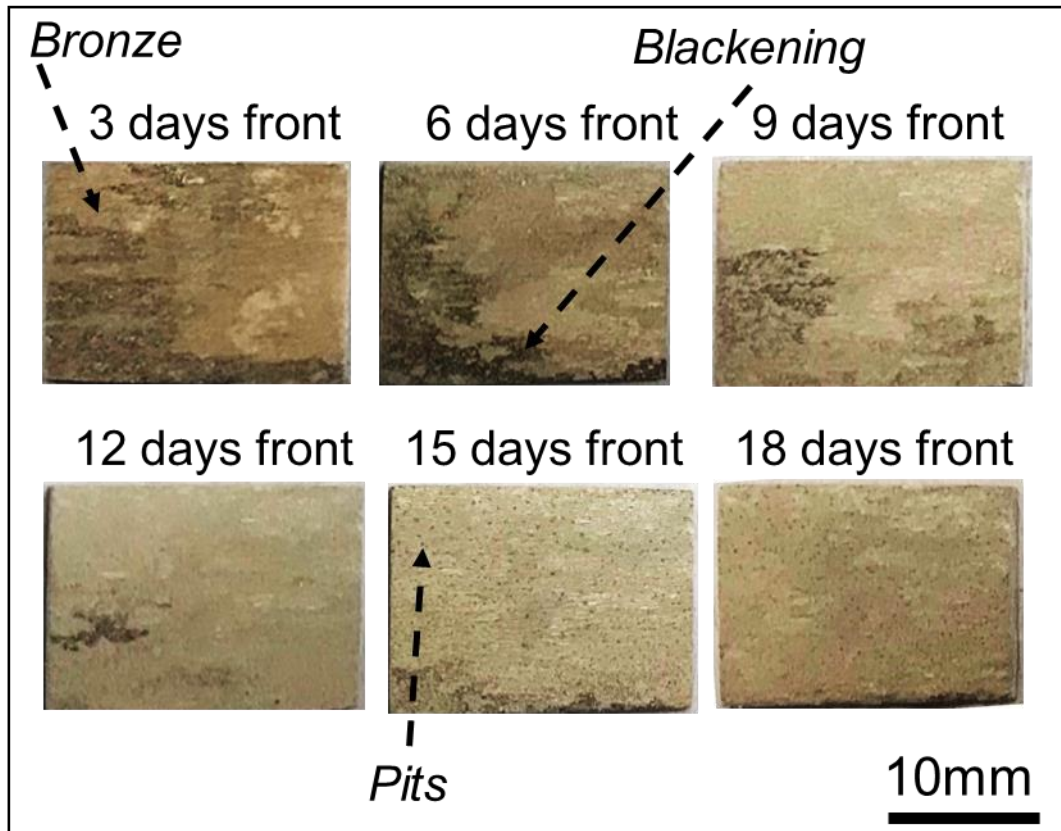 Bronze
Blackening
3 days front
6 days front
9 days front
12 days front
15 days front
18 days front
Pits
10mm